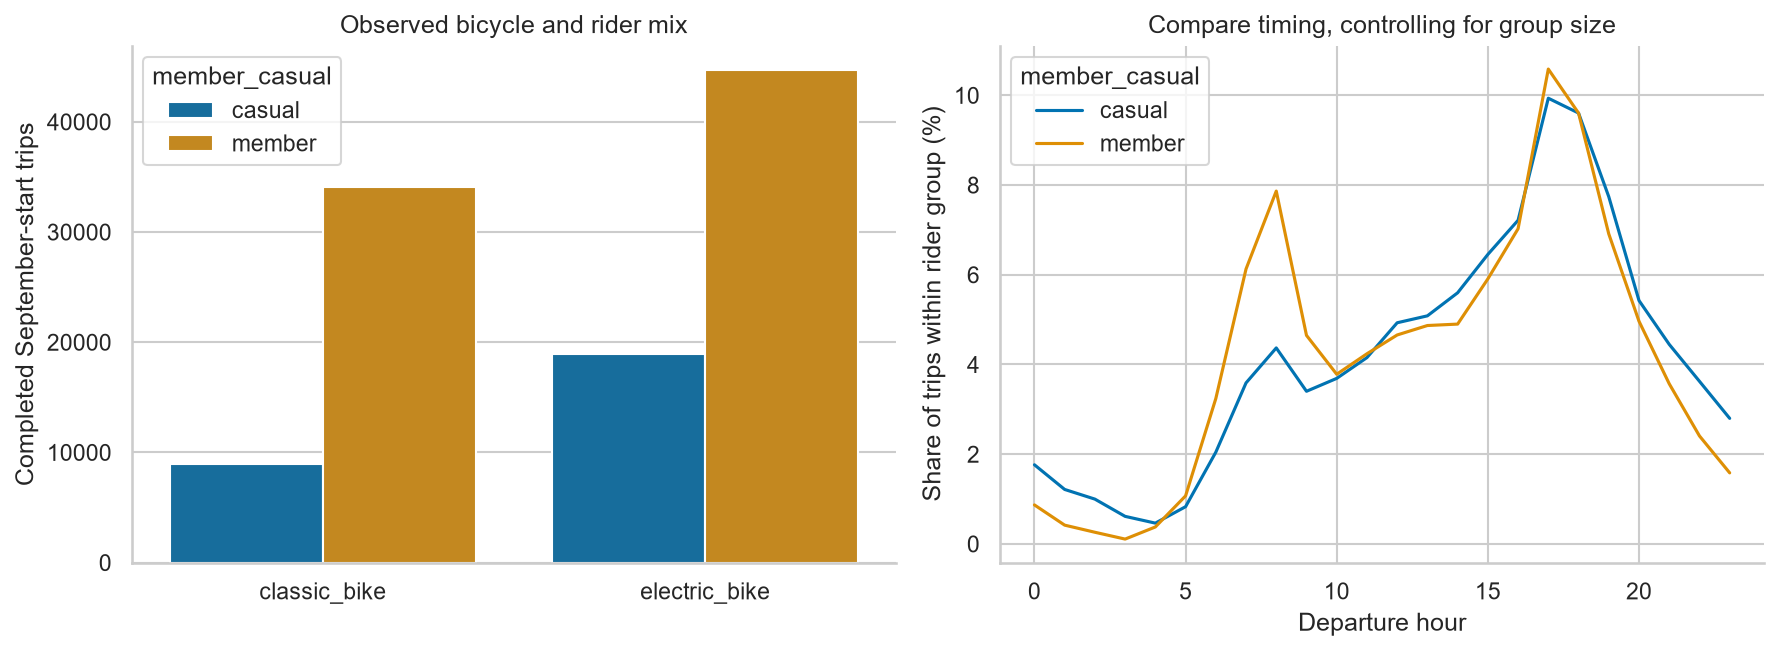 Observed bicycle and rider mix
member_casual
casual
member
Completed September-start trips
40000
30000
20000
10000
0
classic_bike
electric_bike
Compare timing, controlling for group size
member_casual
casual
member
Share of trips within rider group (%)
10
8
6
4
2
0
0
5
10
15
20
Departure hour